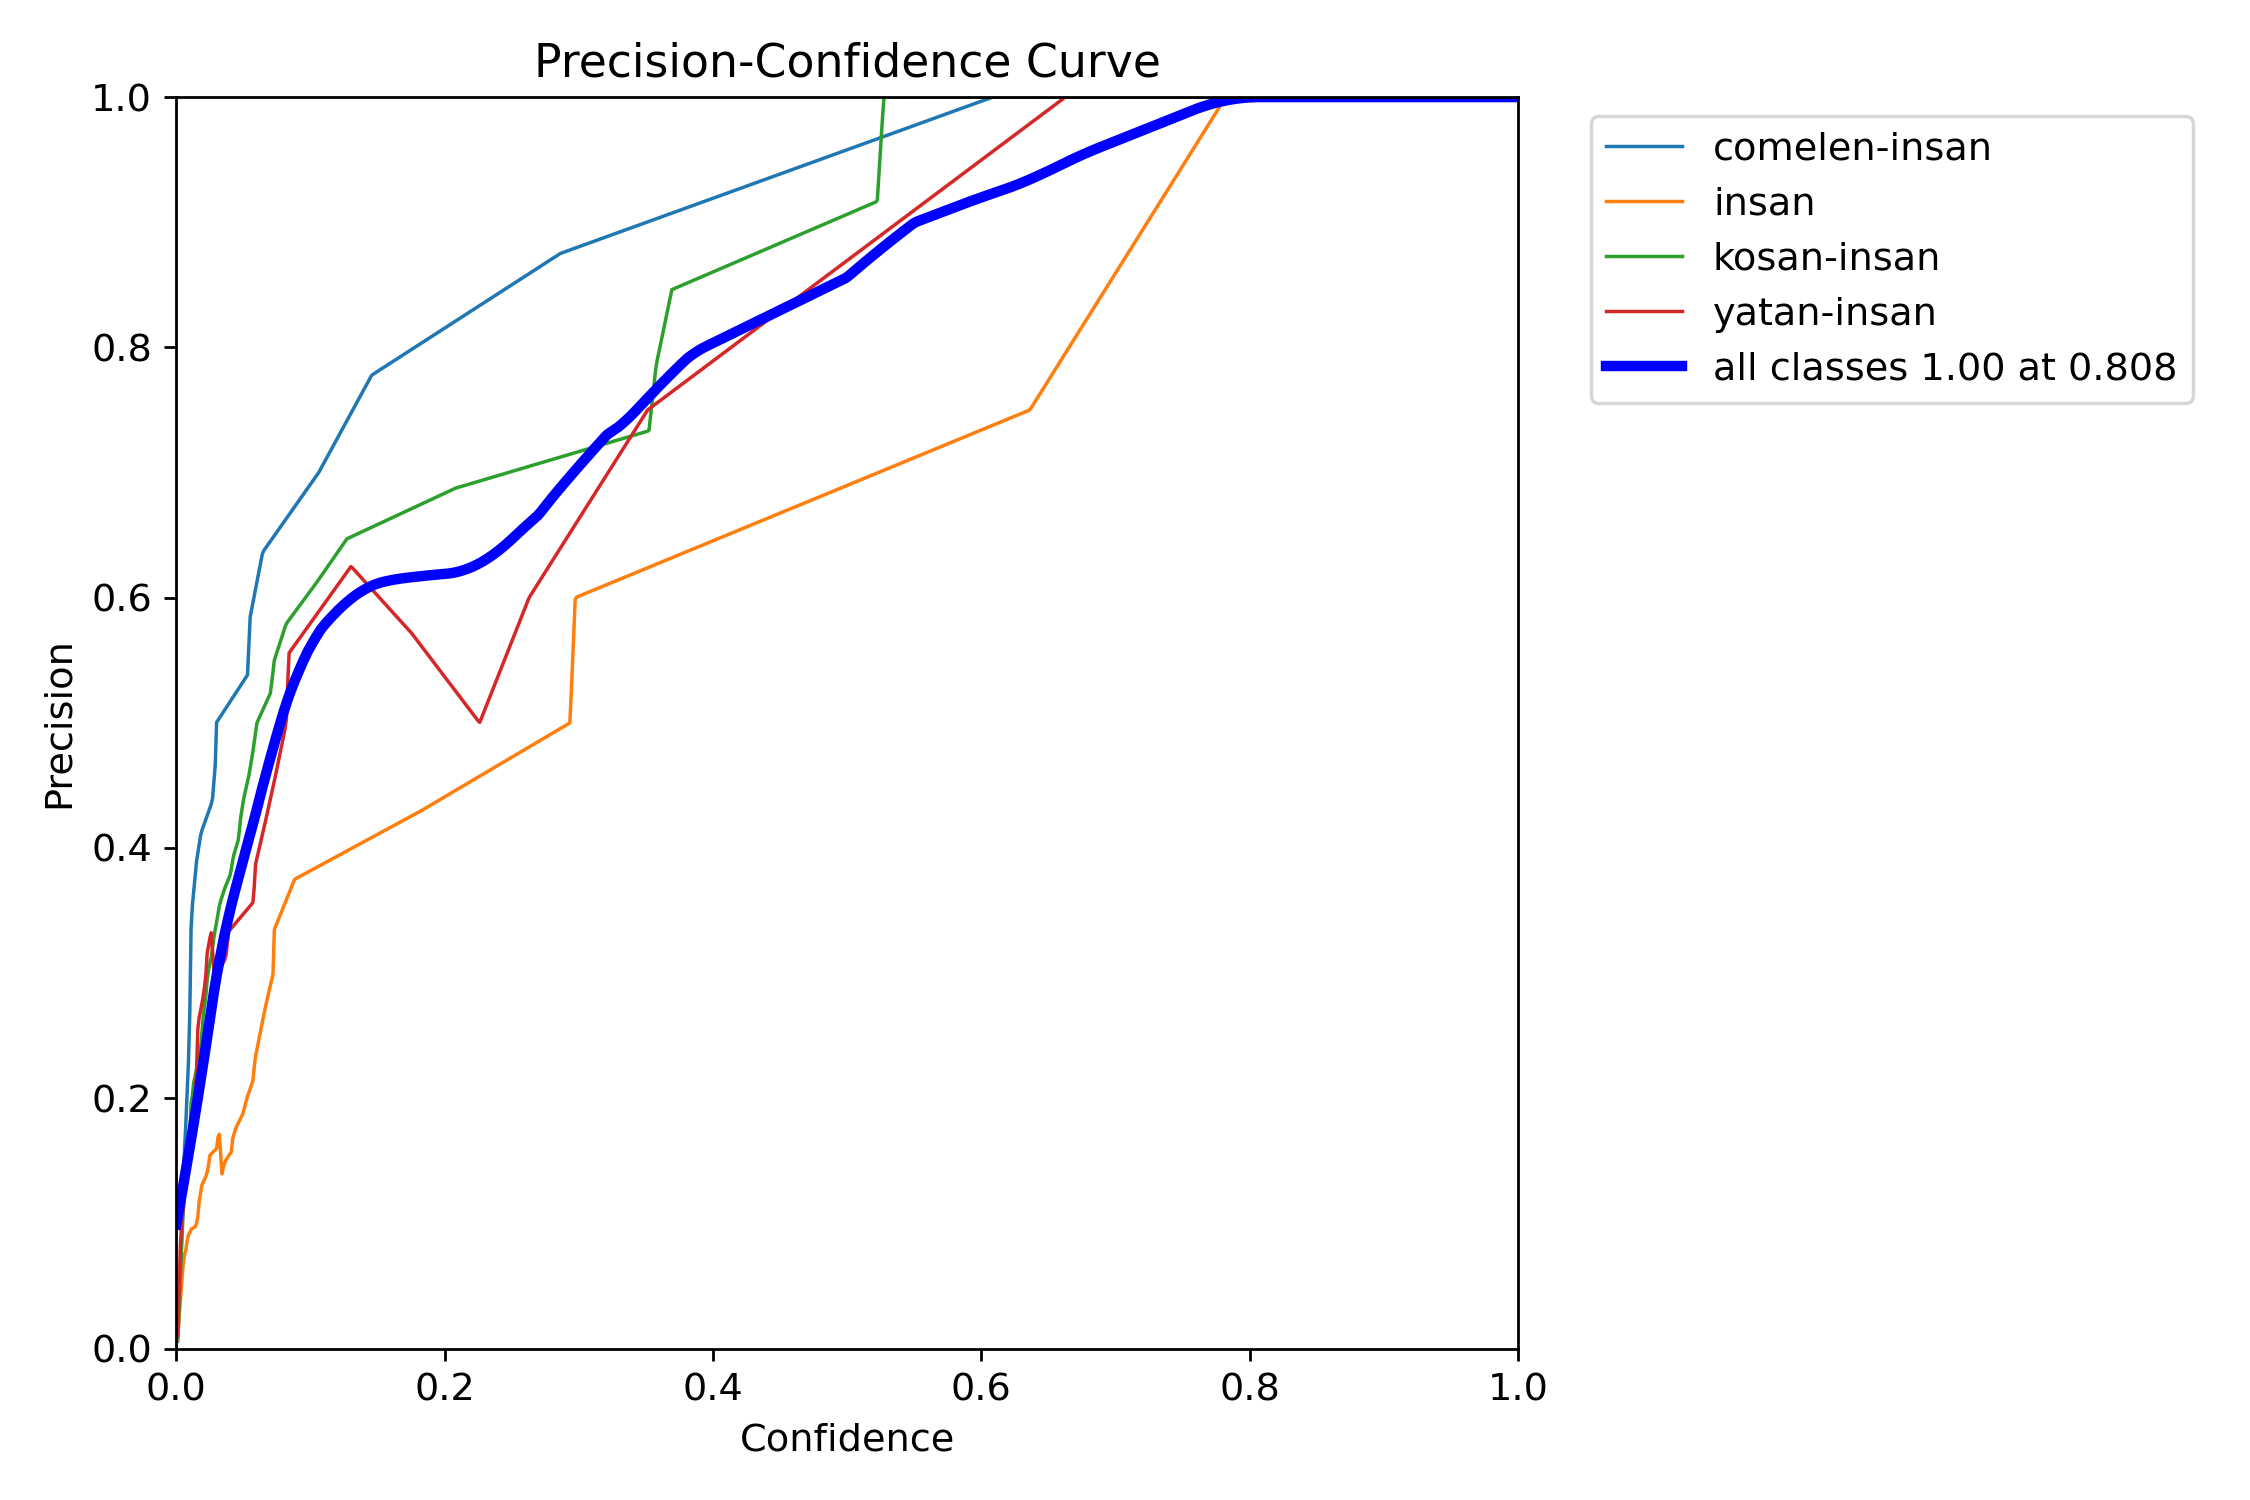 Precision-Confidence Curve
1.0
0.8
0.6
0.4
0.2
0.0
Precision
0.0 0.2 0.4 0.6 0.8 1.0
Confidence
comelen-insan
insan
kosan-insan
yatan-insan
all classes 1.00 at 0.808